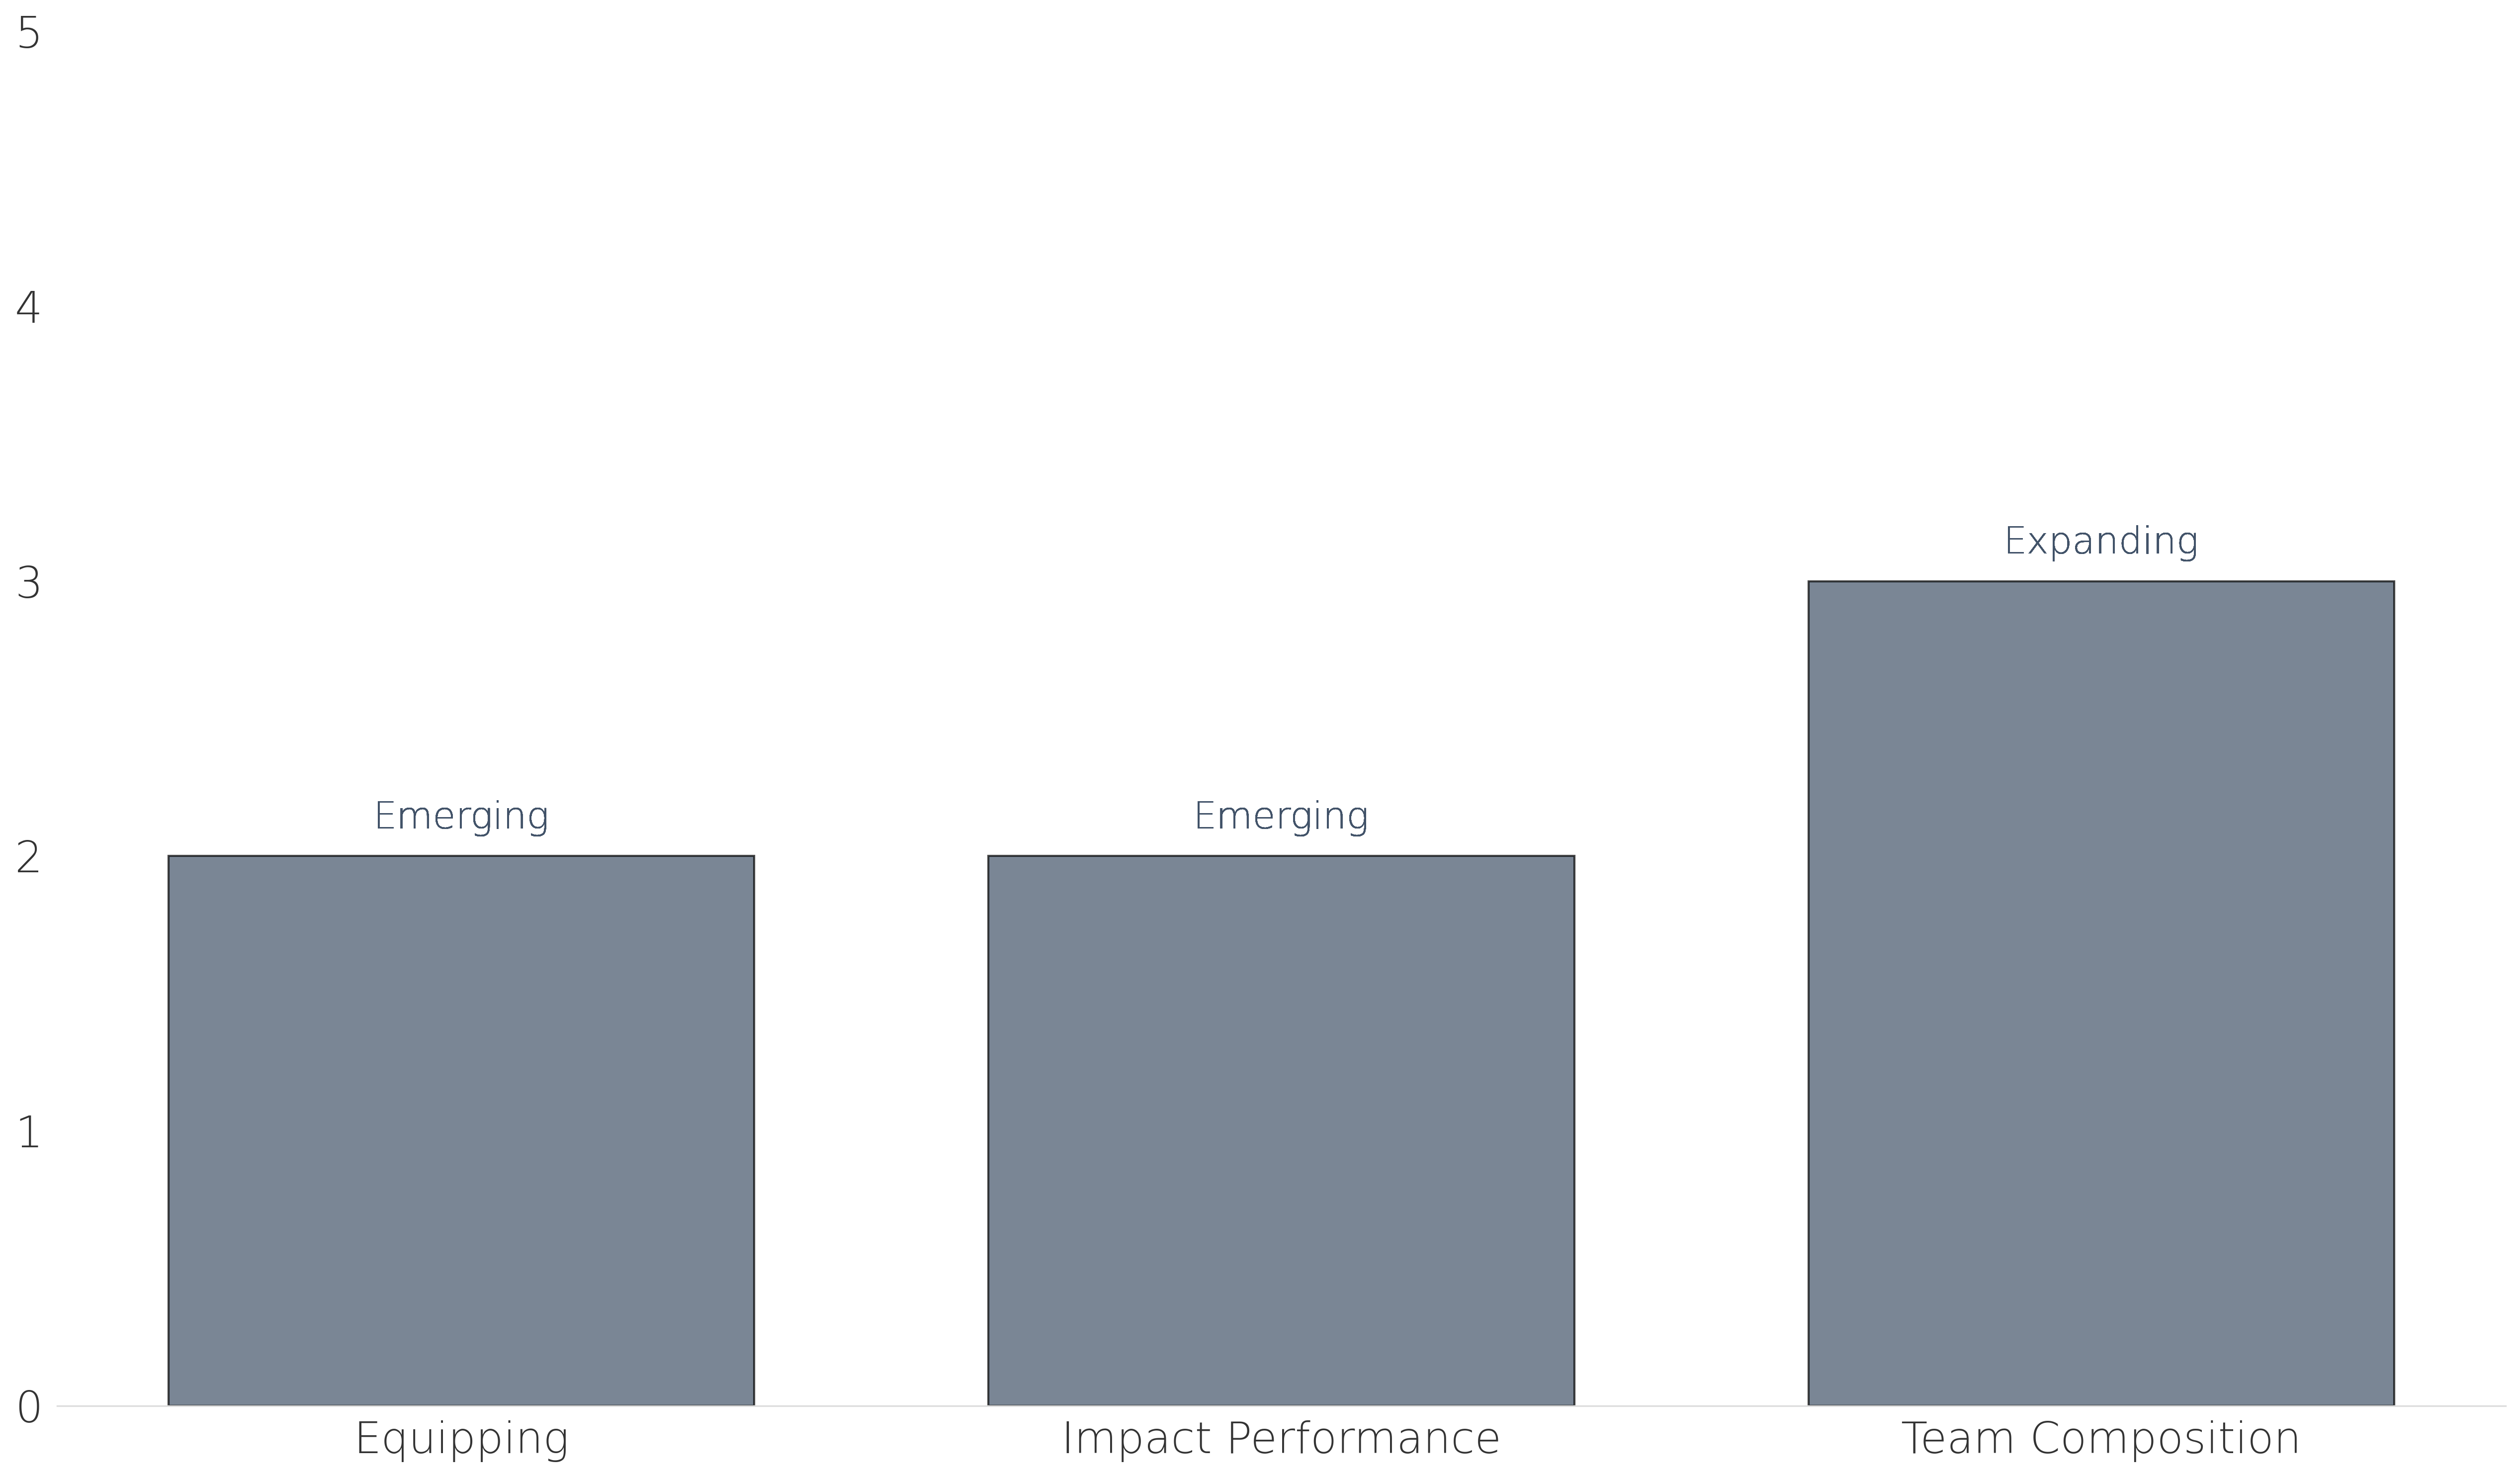 5
4
3
Expanding
Emerging
Emerging
2
1
0
Equipping
Impact Performance
Team Composition